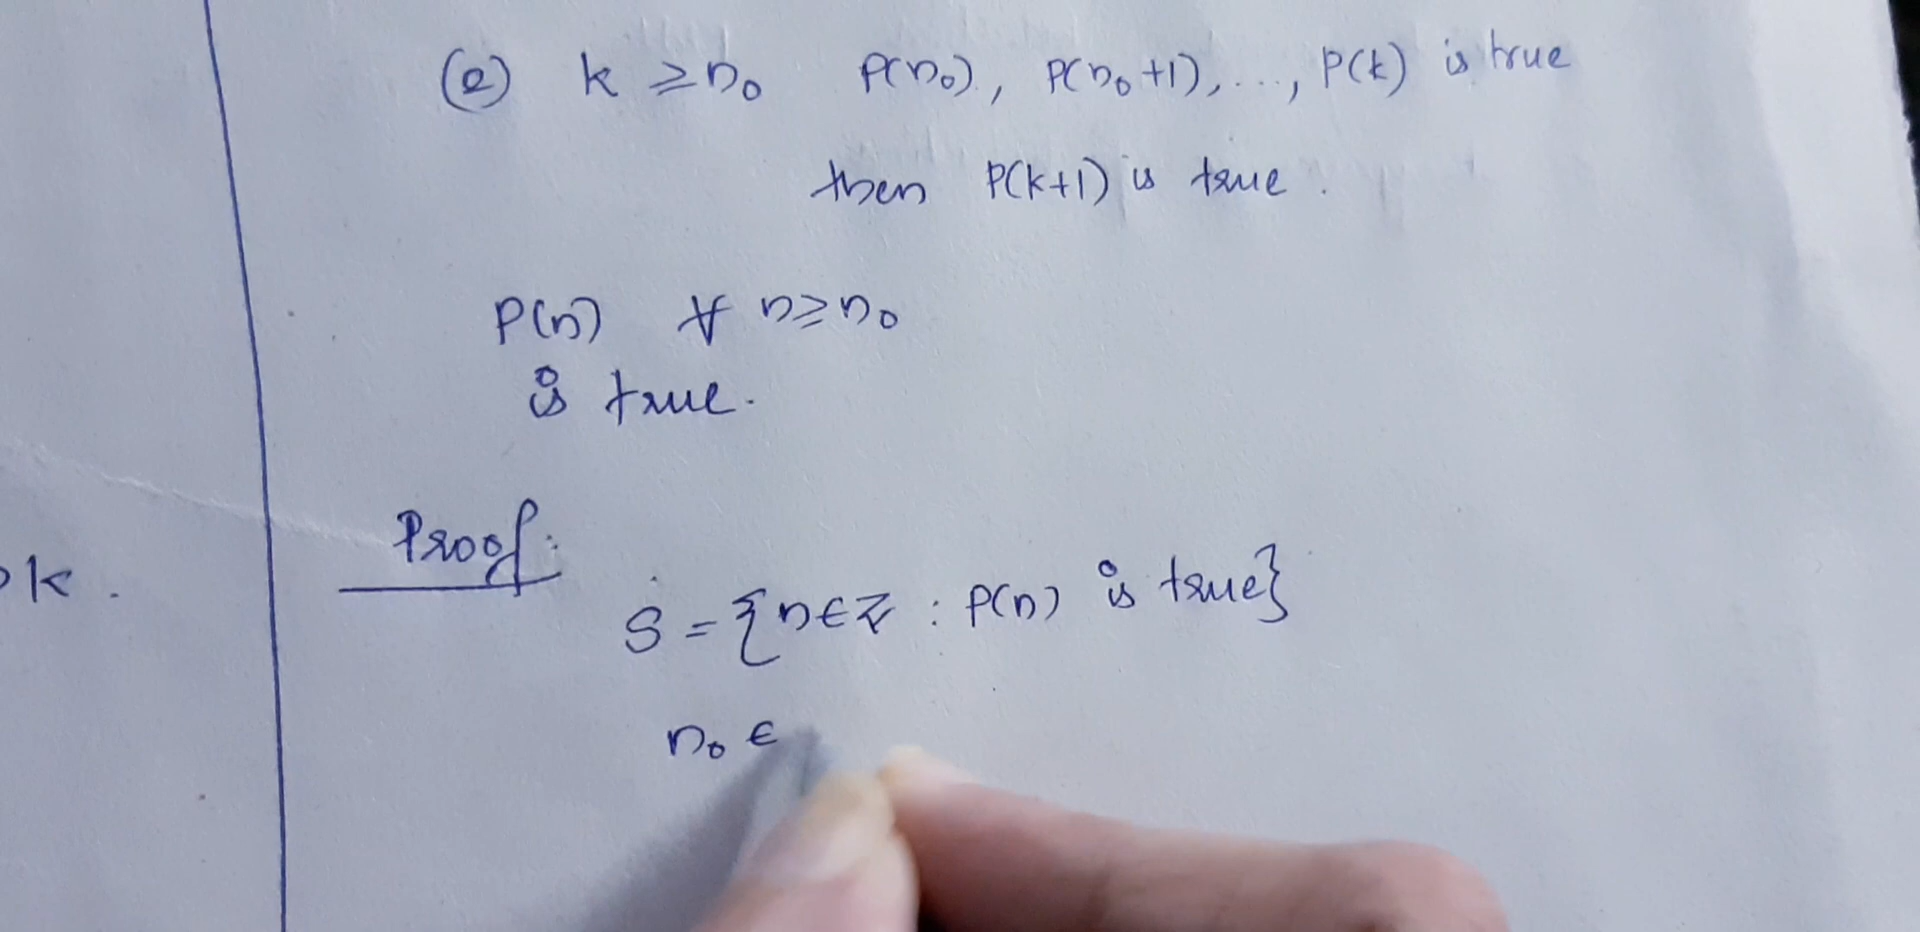 (2) k ≥ n₀ P(n₀), P(n₀+1), ..., P(k) is true
then P(k+1) is true.
P(n) ∀ n ≥ n₀
is true.
k.
Proof:
S = {n ∈ ℤ : P(n) is true}
n₀ ∈